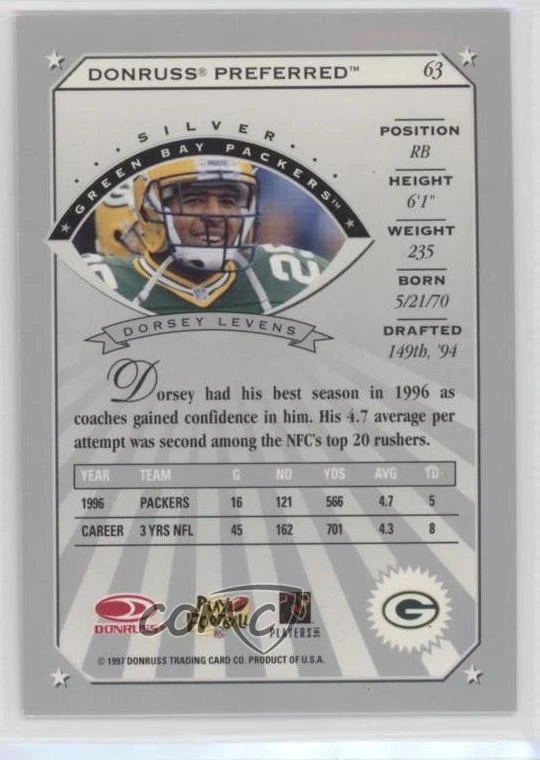 DONRUSS® PREFERRED™ 63
SILVER
GREEN BAY PACKERS™
DORSEY LEVENS
POSITION
RB
HEIGHT
6'1"
WEIGHT
235
BORN
5/21/70
DRAFTED
149th, '94
Dorsey had his best season in 1996 as
coaches gained confidence in him. His 4.7 average per
attempt was second among the NFC's top 20 rushers.
YEAR TEAM G NO YDS AVG TD
1996 PACKERS 16 121 566 4.7 5
CAREER 3 YRS NFL 45 162 701 4.3 8
DONRUSS
PLAY FOOTBALL
PLAYERS INC
G
© 1997 DONRUSS TRADING CARD CO. PRODUCT OF U.S.A.